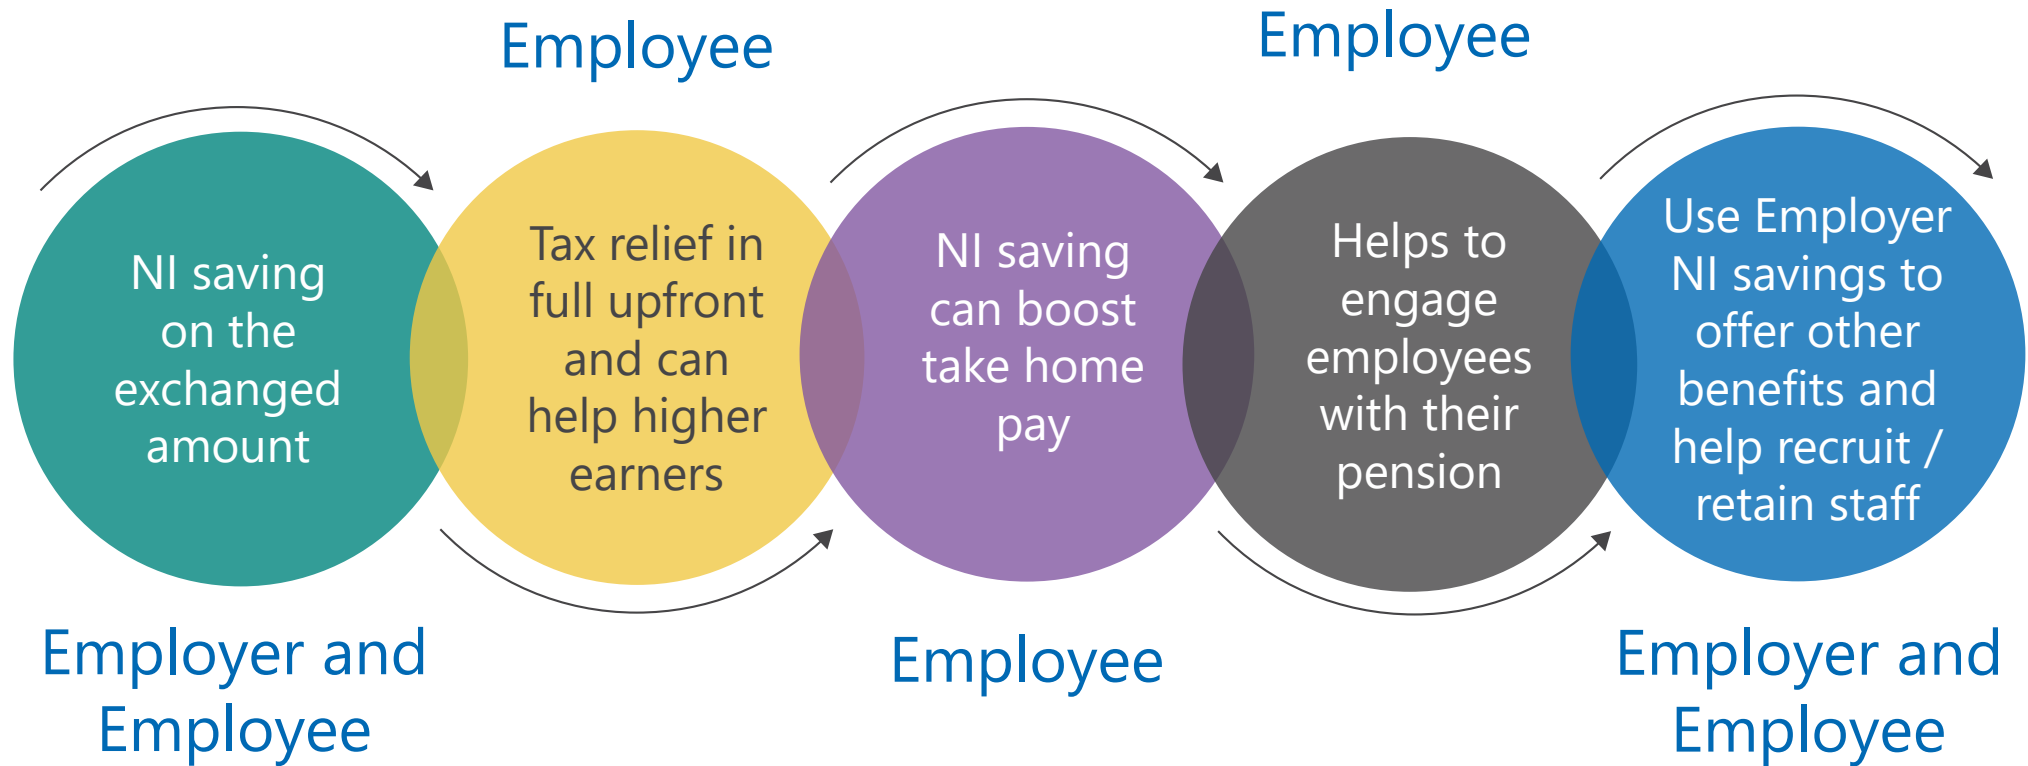 Employee
Employee
NI saving
on the
exchanged
amount
Tax relief in
full upfront
and can
help higher
earners
NI saving
can boost
take home
pay
Helps to
engage
employees
with their
pension
Use Employer
NI savings to
offer other
benefits and
help recruit /
retain staff
Employer and
Employee
Employee
Employer and
Employee